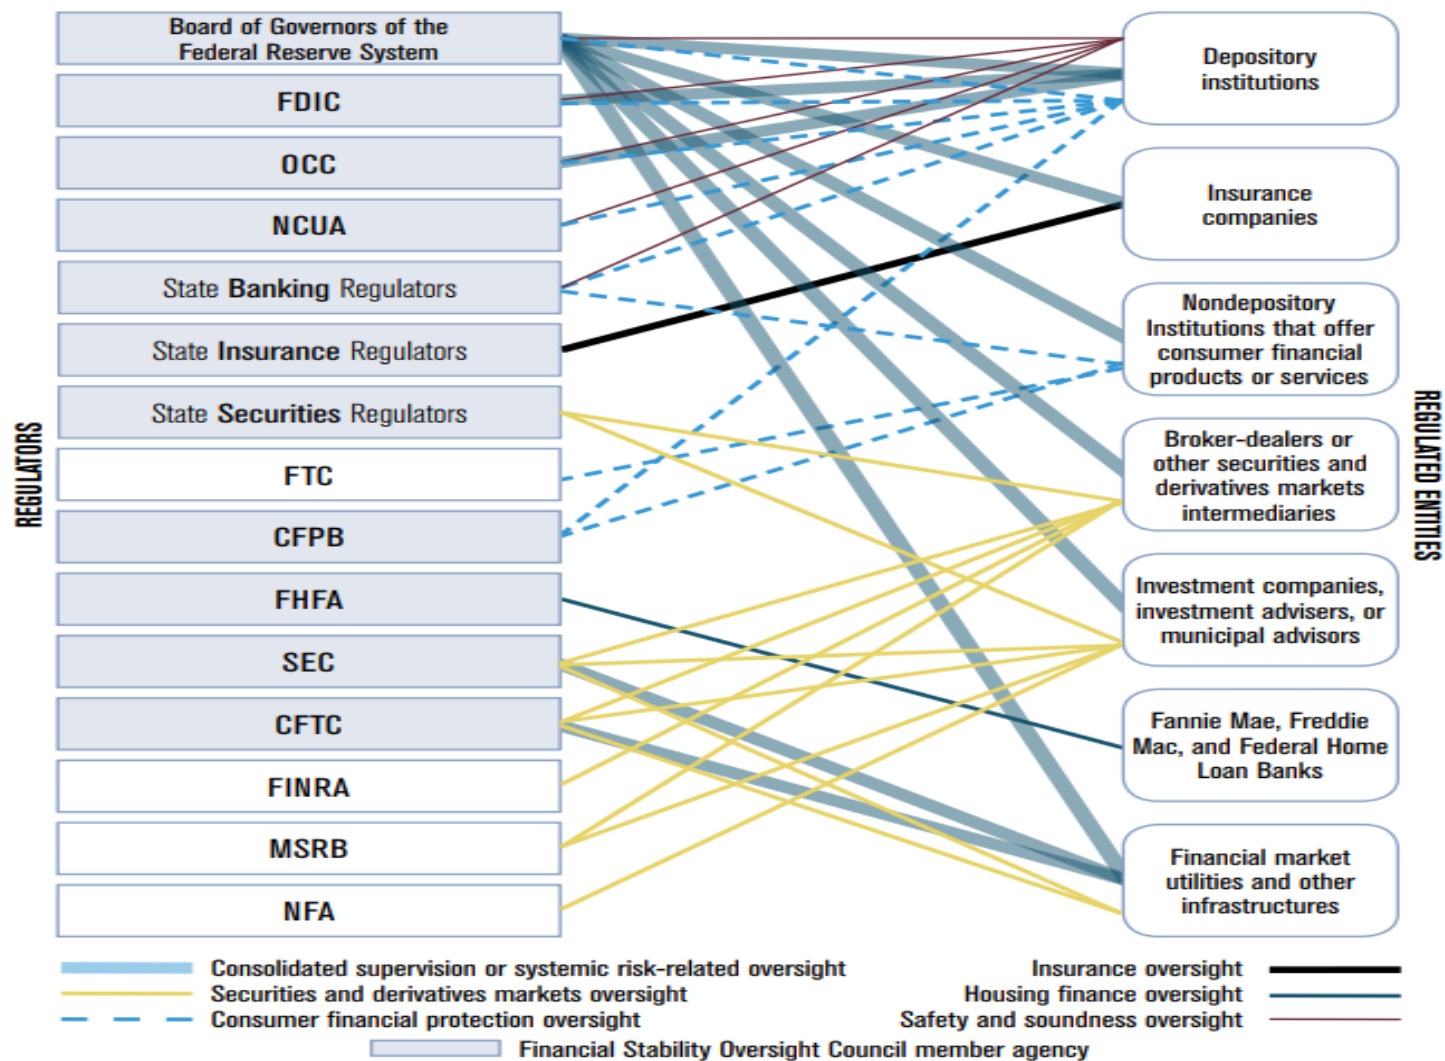 Board of Governors of the
Federal Reserve System
FDIC
OCC
NCUA
State Banking Regulators
State Insurance Regulators
State Securities Regulators
FTC
CFPB
FHFA
SEC
CFTC
FINRA
MSRB
NFA
REGULATORS
Depository
institutions
Insurance
companies
Nondepository
Institutions that offer
consumer financial
products or services
Broker-dealers or
other securities and
derivatives markets
intermediaries
Investment companies,
investment advisers, or
municipal advisors
Fannie Mae, Freddie
Mac, and Federal Home
Loan Banks
Financial market
utilities and other
infrastructures
REGULATED ENTITIES
Consolidated supervision or systemic risk-related oversight
Securities and derivatives markets oversight
Consumer financial protection oversight
Insurance oversight
Housing finance oversight
Safety and soundness oversight
Financial Stability Oversight Council member agency